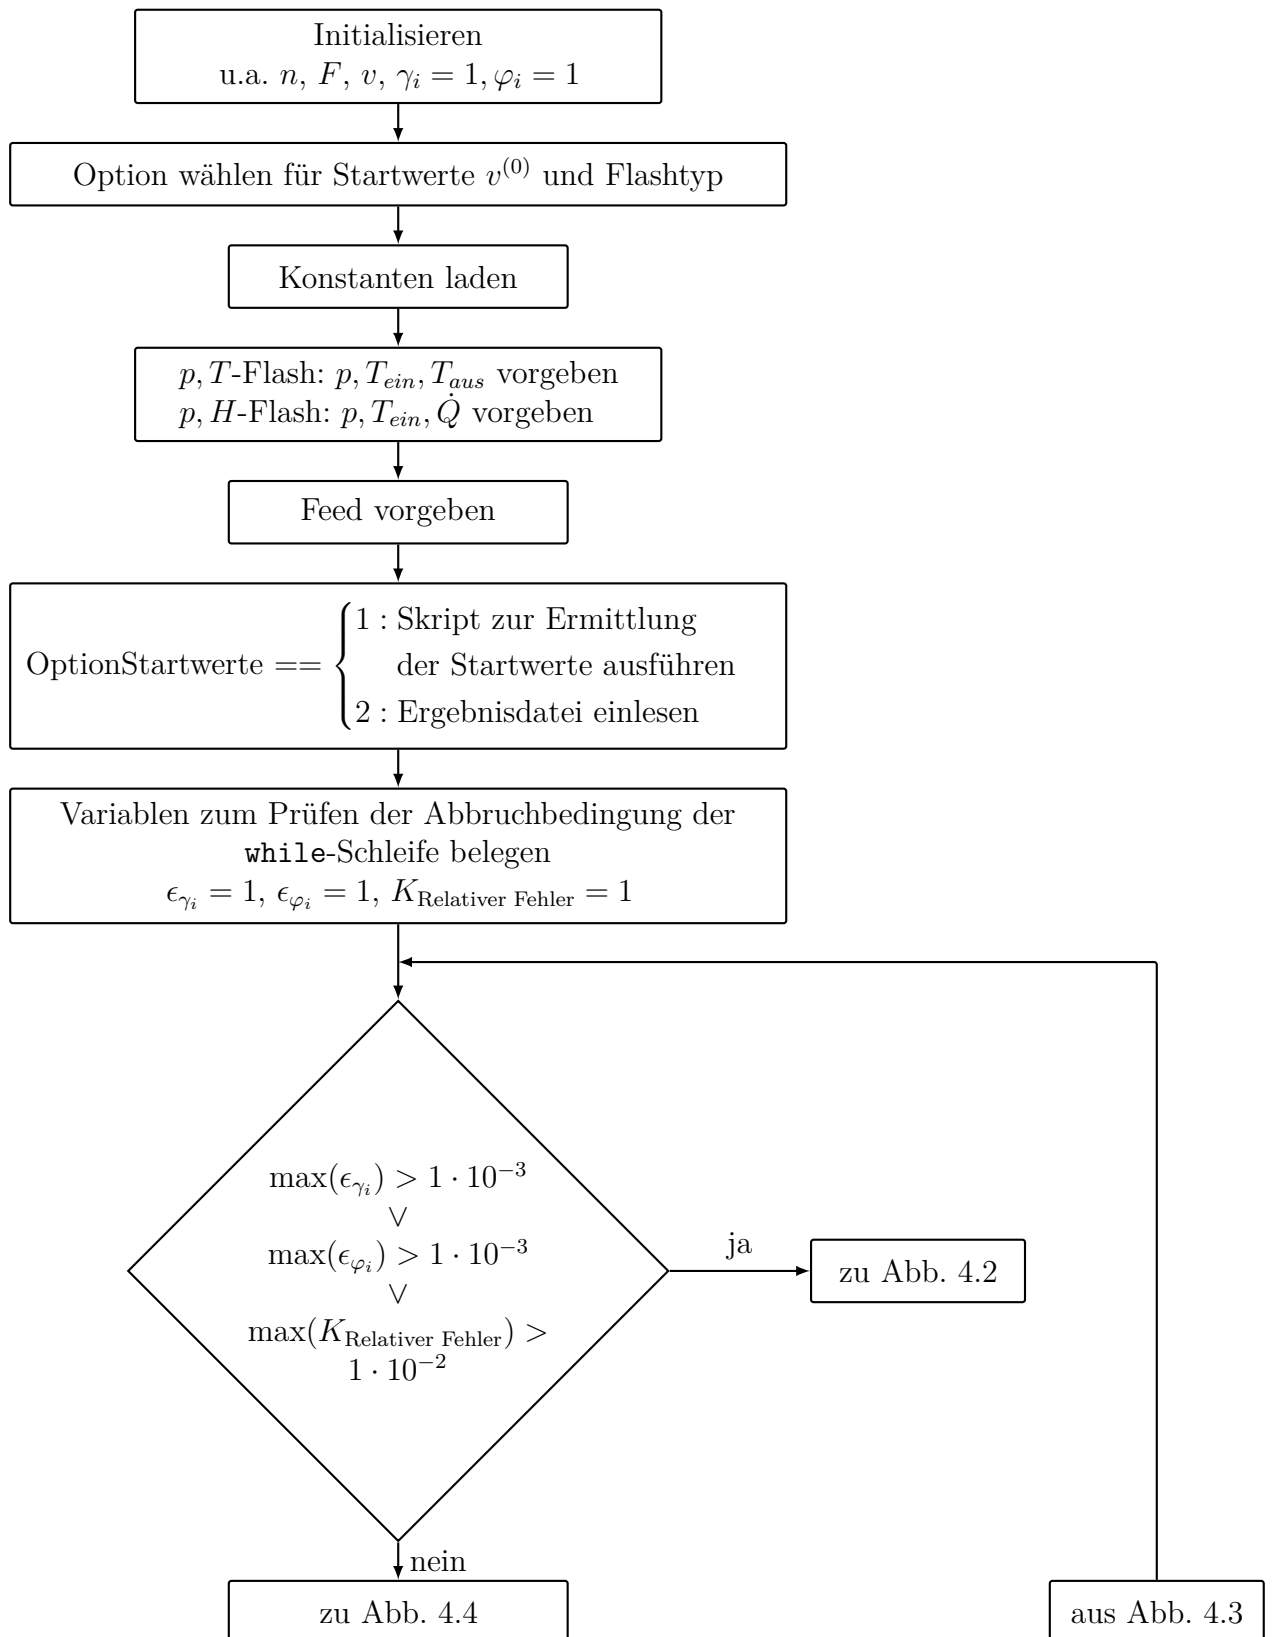 Initialisieren
u.a. n, F, v, γ_i = 1, φ_i = 1
Option wählen für Startwerte v^(0) und Flashtyp
Konstanten laden
p, T-Flash: p, T_ein, T_aus vorgeben
p, H-Flash: p, T_ein, Q̇ vorgeben
Feed vorgeben
1 : Skript zur Ermittlung
OptionStartwerte == { der Startwerte ausführen
2 : Ergebnisdatei einlesen
Variablen zum Prüfen der Abbruchbedingung der
while-Schleife belegen
ϵ_γ_i = 1, ϵ_φ_i = 1, K_Relativer Fehler = 1
max(ϵ_γ_i) > 1 · 10^−3
∨
max(ϵ_φ_i) > 1 · 10^−3
∨
max(K_Relativer Fehler) >
1 · 10^−2
ja
zu Abb. 4.2
nein
zu Abb. 4.4
aus Abb. 4.3